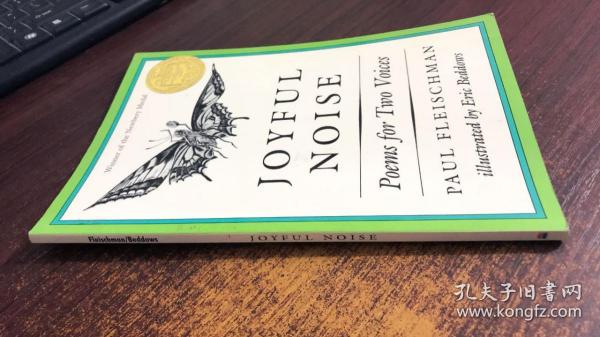 Winner of the Newbery Medal
JOYFUL
NOISE
Poems for Two Voices
PAUL FLEISCHMAN
illustrated by Eric Beddows
Fleischman/Beddows
JOYFUL NOISE
孔夫子旧书网
www.kongfz.com